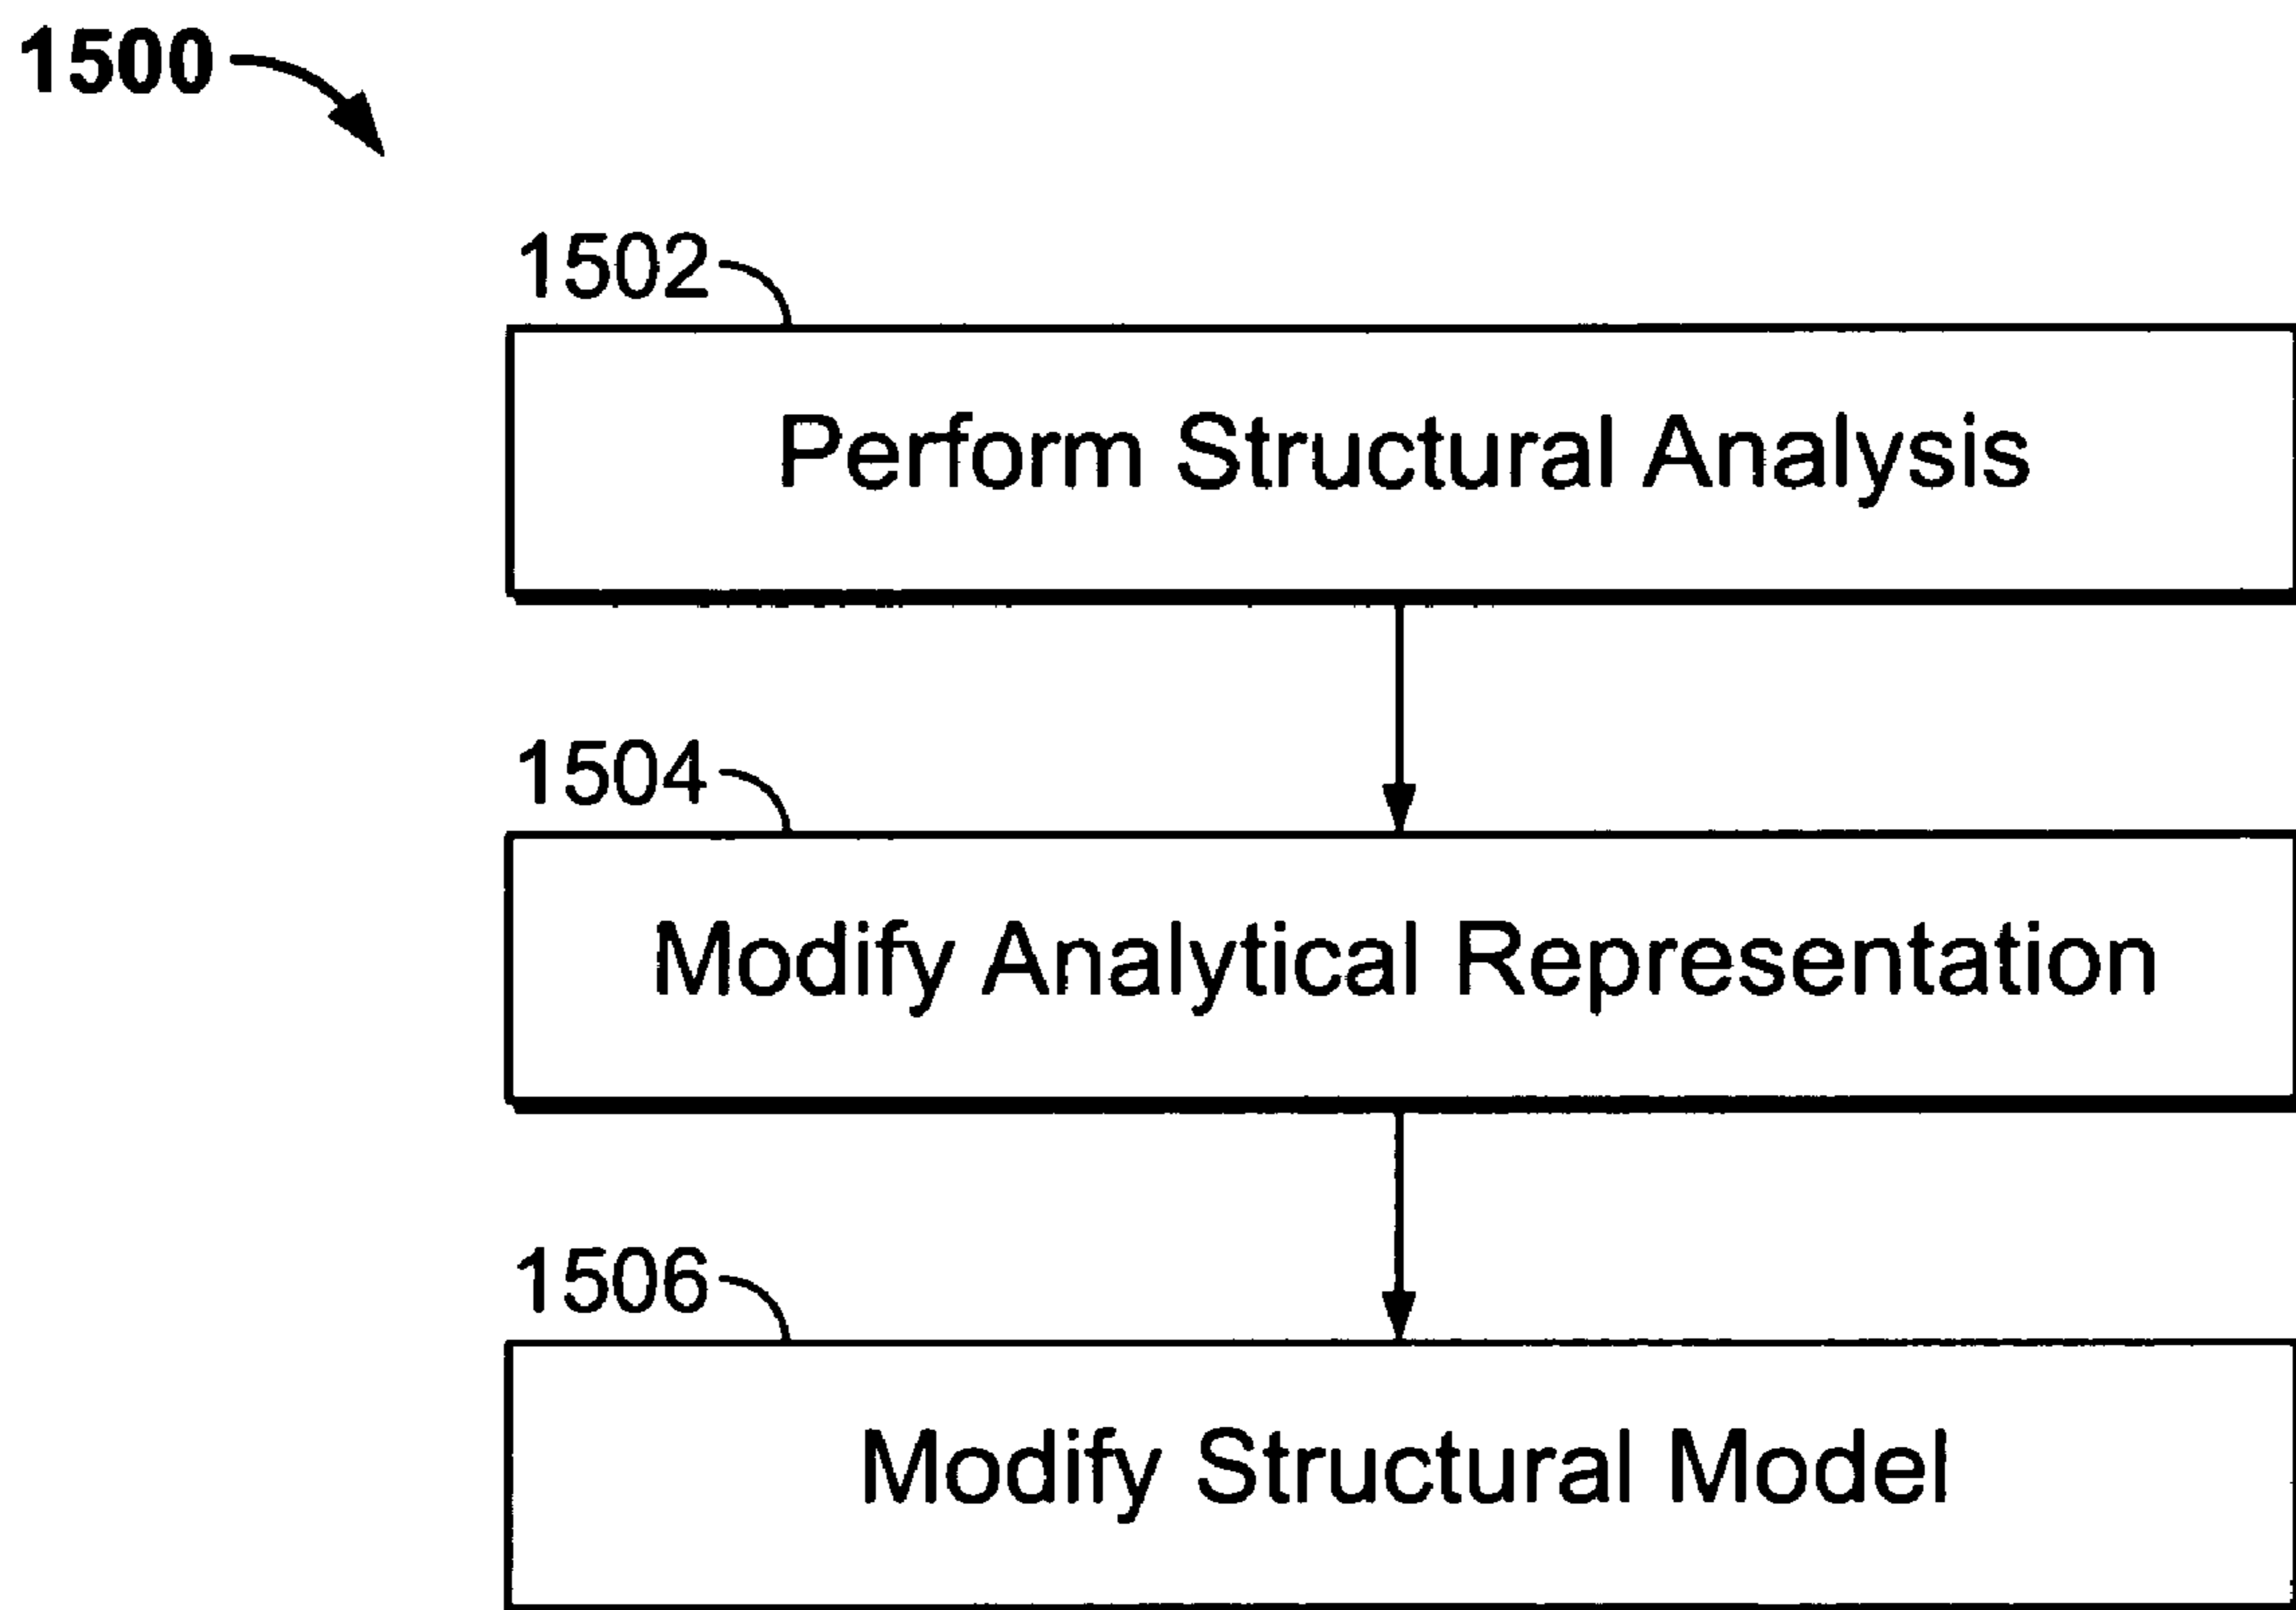 1500
1502
Perform Structural Analysis
1504
Modify Analytical Representation
1506
Modify Structural Model